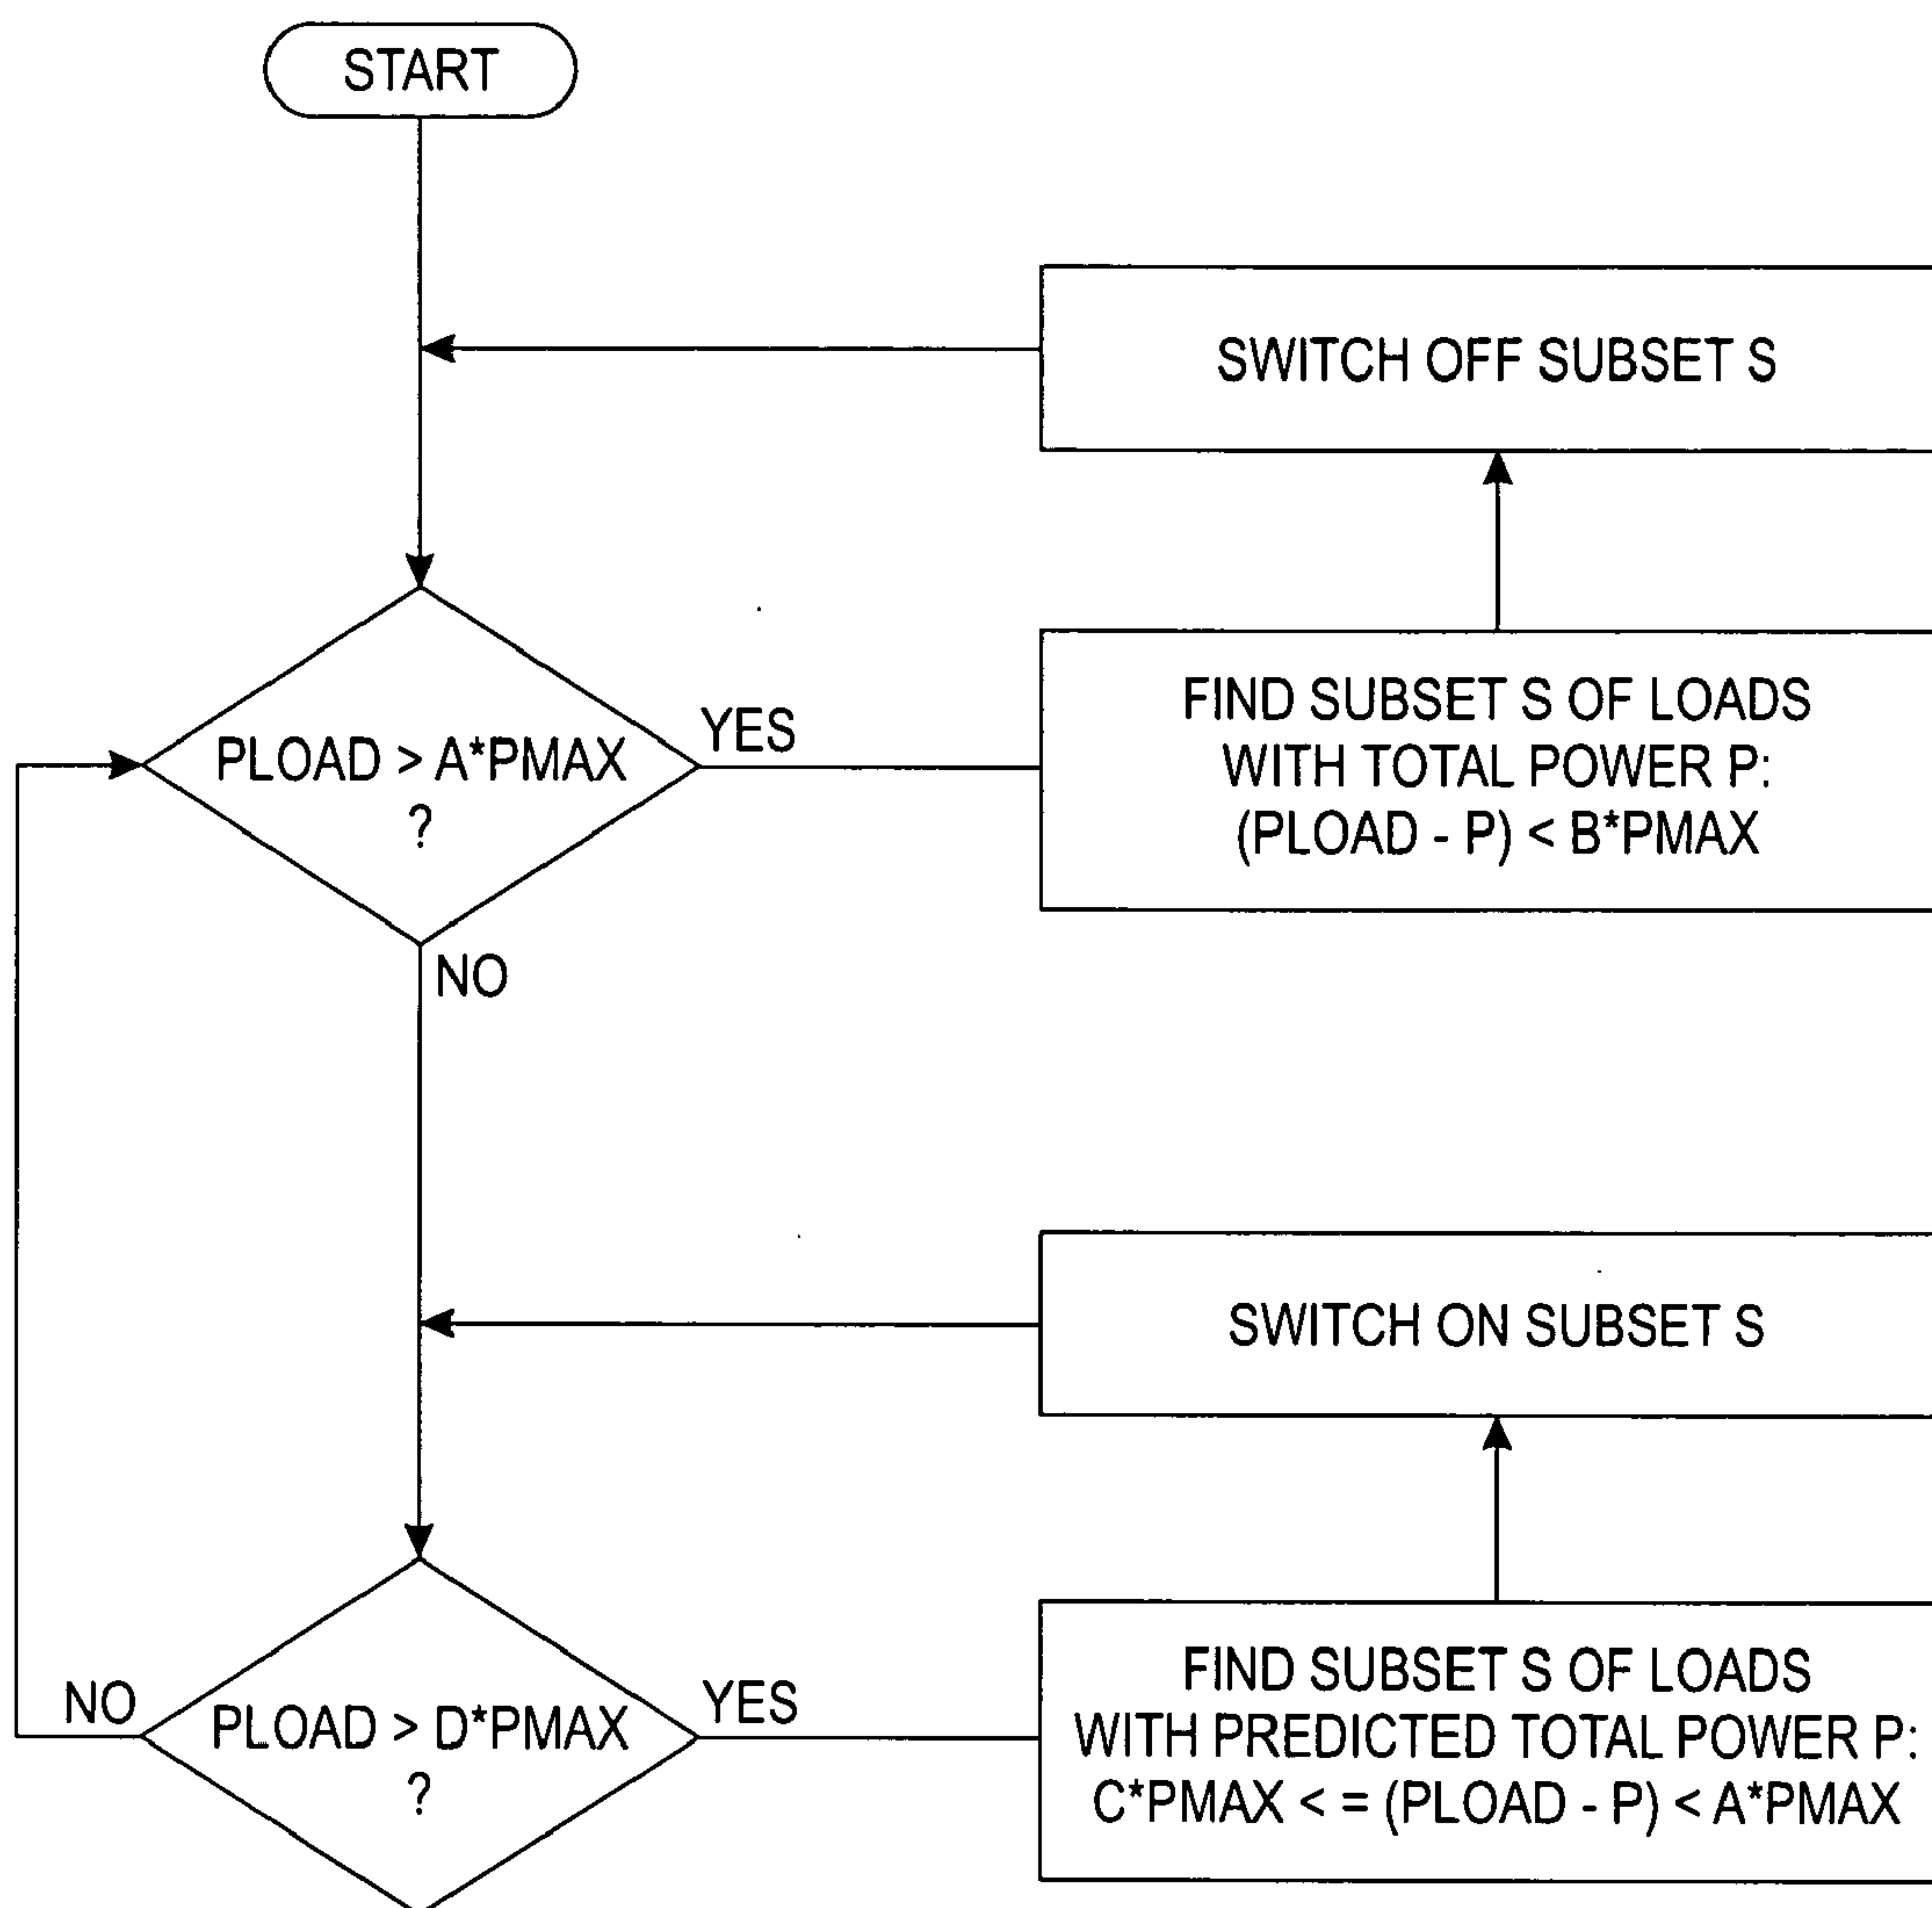 START
SWITCH OFF SUBSET S
PLOAD > A*PMAX
?
YES
FIND SUBSET S OF LOADS
WITH TOTAL POWER P:
(PLOAD - P) < B*PMAX
NO
SWITCH ON SUBSET S
NO
PLOAD > D*PMAX
?
YES
FIND SUBSET S OF LOADS
WITH PREDICTED TOTAL POWER P:
C*PMAX < = (PLOAD - P) < A*PMAX